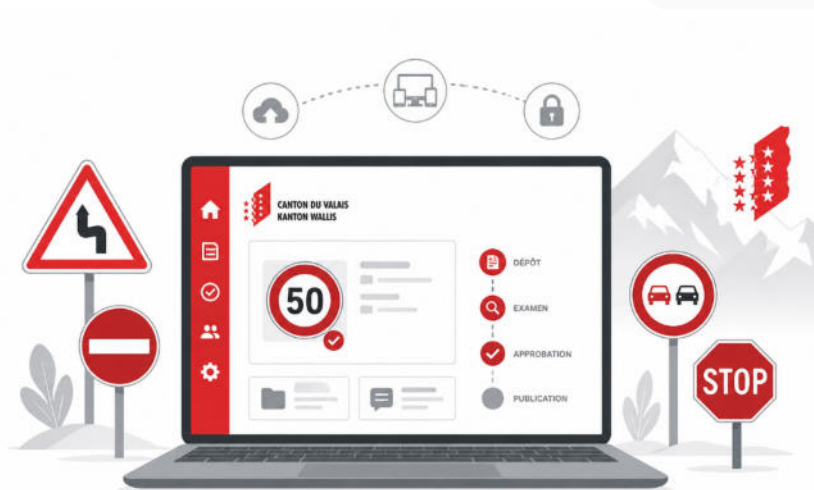 CANTON DU VALAIS
KANTON WALLIS
50
DÉPÔT
EXAMEN
APPROBATION
PUBLICATION
STOP